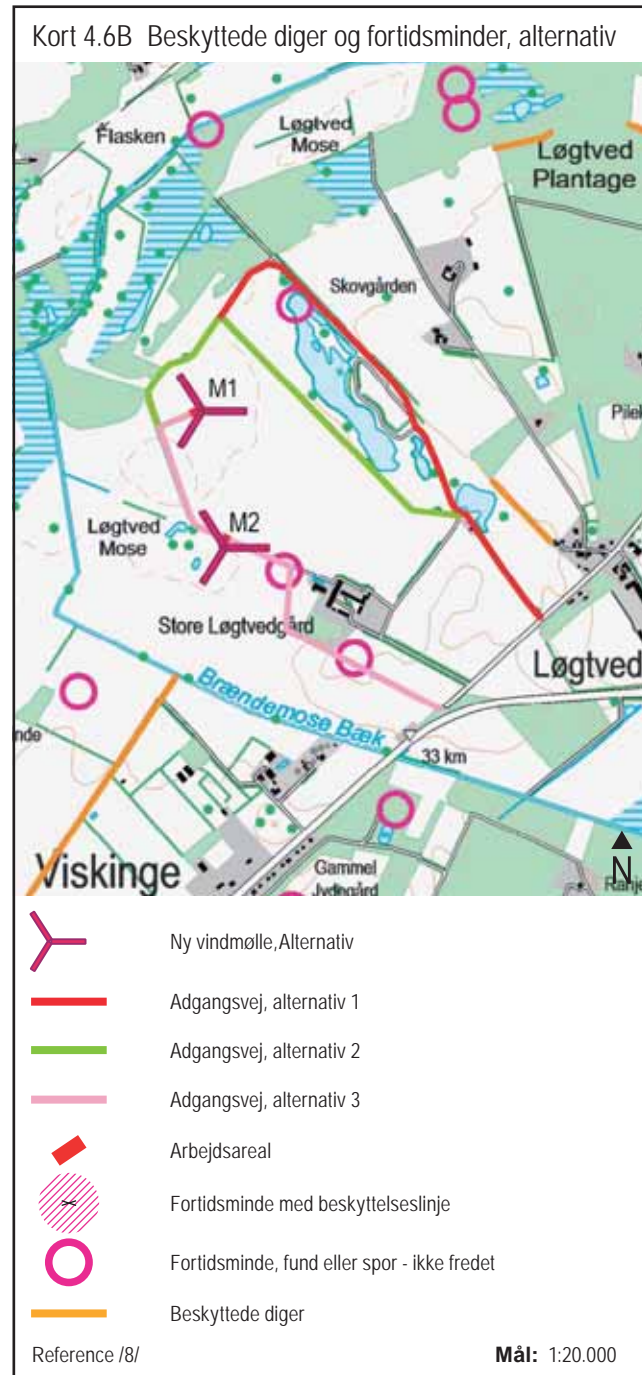 Kort 4.6B Beskyttede diger og fortidsminder, alternativ
Flasken
Løgtved
Mose
Løgtved
Plantage
Skovgården
M1
M2
Løgtved
Mose
Store Løgtvedgård
Løgtved
Brændemose Bæk
nde
33 km
Viskinge
Gammel
Jydegård
N
Ny vindmølle,Alternativ
Adgangsvej, alternativ 1
Adgangsvej, alternativ 2
Adgangsvej, alternativ 3
Arbejdsareal
Fortidsminde med beskyttelseslinje
Fortidsminde, fund eller spor - ikke fredet
Beskyttede diger
Reference /8/
Mål: 1:20.000